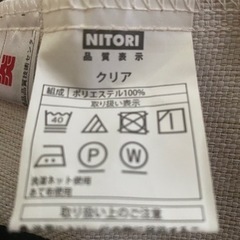 NITORI
品質表示
クリア
組成 ポリエステル100%
取り扱い表示
40
P
W
洗濯ネット使用
あて布使用
取り扱い上のご注意